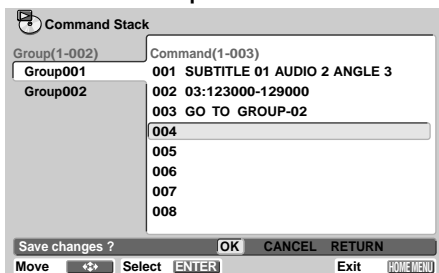 Command Stack
Group(1-002)
Group001
Group002
Command(1-003)
001 SUBTITLE 01 AUDIO 2 ANGLE 3
002 03:123000-129000
003 GO TO GROUP-02
004
005
006
007
008
Save changes ? OK CANCEL RETURN
Move Select ENTER Exit HOME MENU